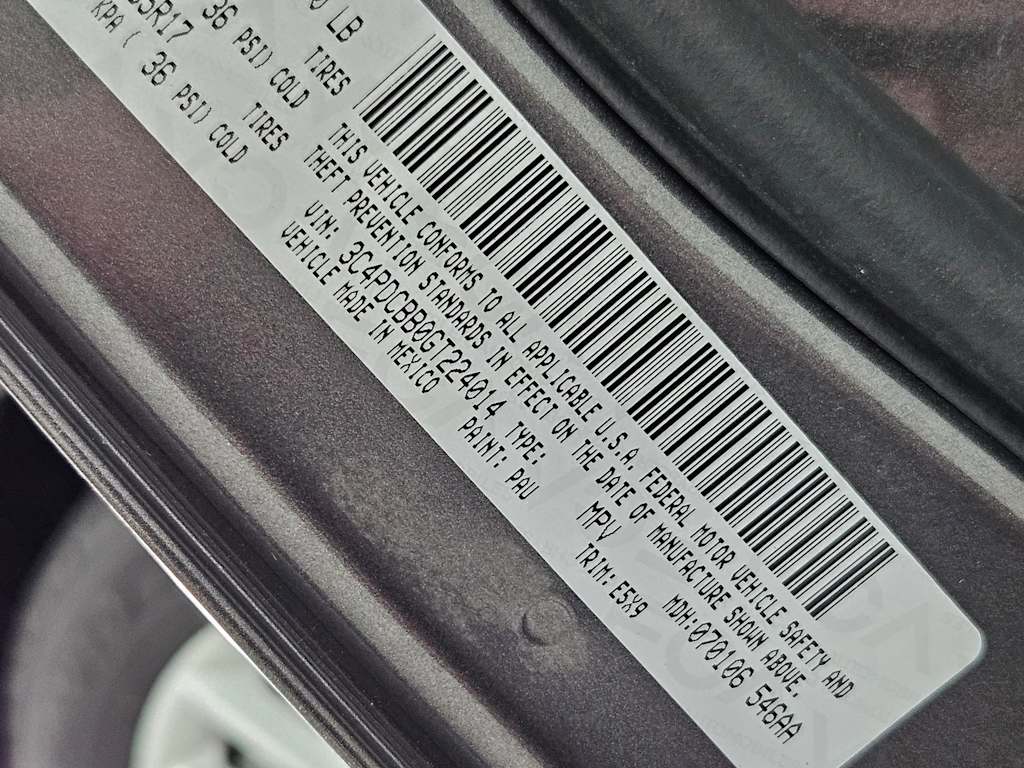 0 LB
5R17 TIRES
36 PSI) COLD
TIRES
KPA ( 36 PSI) COLD
THIS VEHICLE CONFORMS TO ALL APPLICABLE U.S.A. FEDERAL MOTOR VEHICLE SAFETY AND
THEFT PREVENTION STANDARDS IN EFFECT ON THE DATE OF MANUFACTURE SHOWN ABOVE.
VIN: 3C4PDCBB0GT224014 TYPE: MPV MDH:070106 546AA
VEHICLE MADE IN MEXICO PAINT: PAU TRIM:E5X9